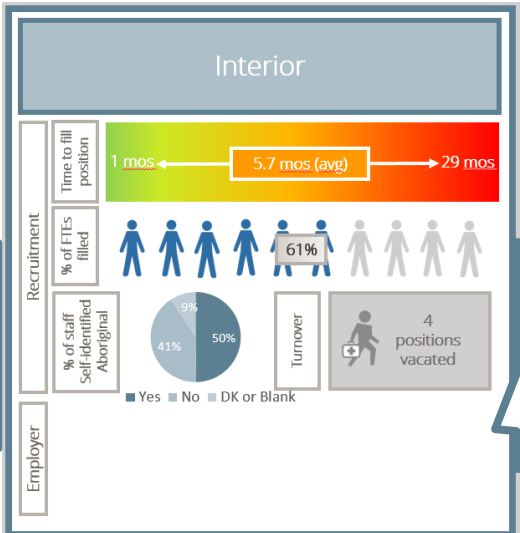 Interior
Recruitment
Time to fill
position
1 mos
5.7 mos (avg)
29 mos
% of FTEs
filled
61%
% of staff
Self-identified
Aboriginal
9%
41%
50%
Yes No DK or Blank
Turnover
4
positions
vacated
Employer